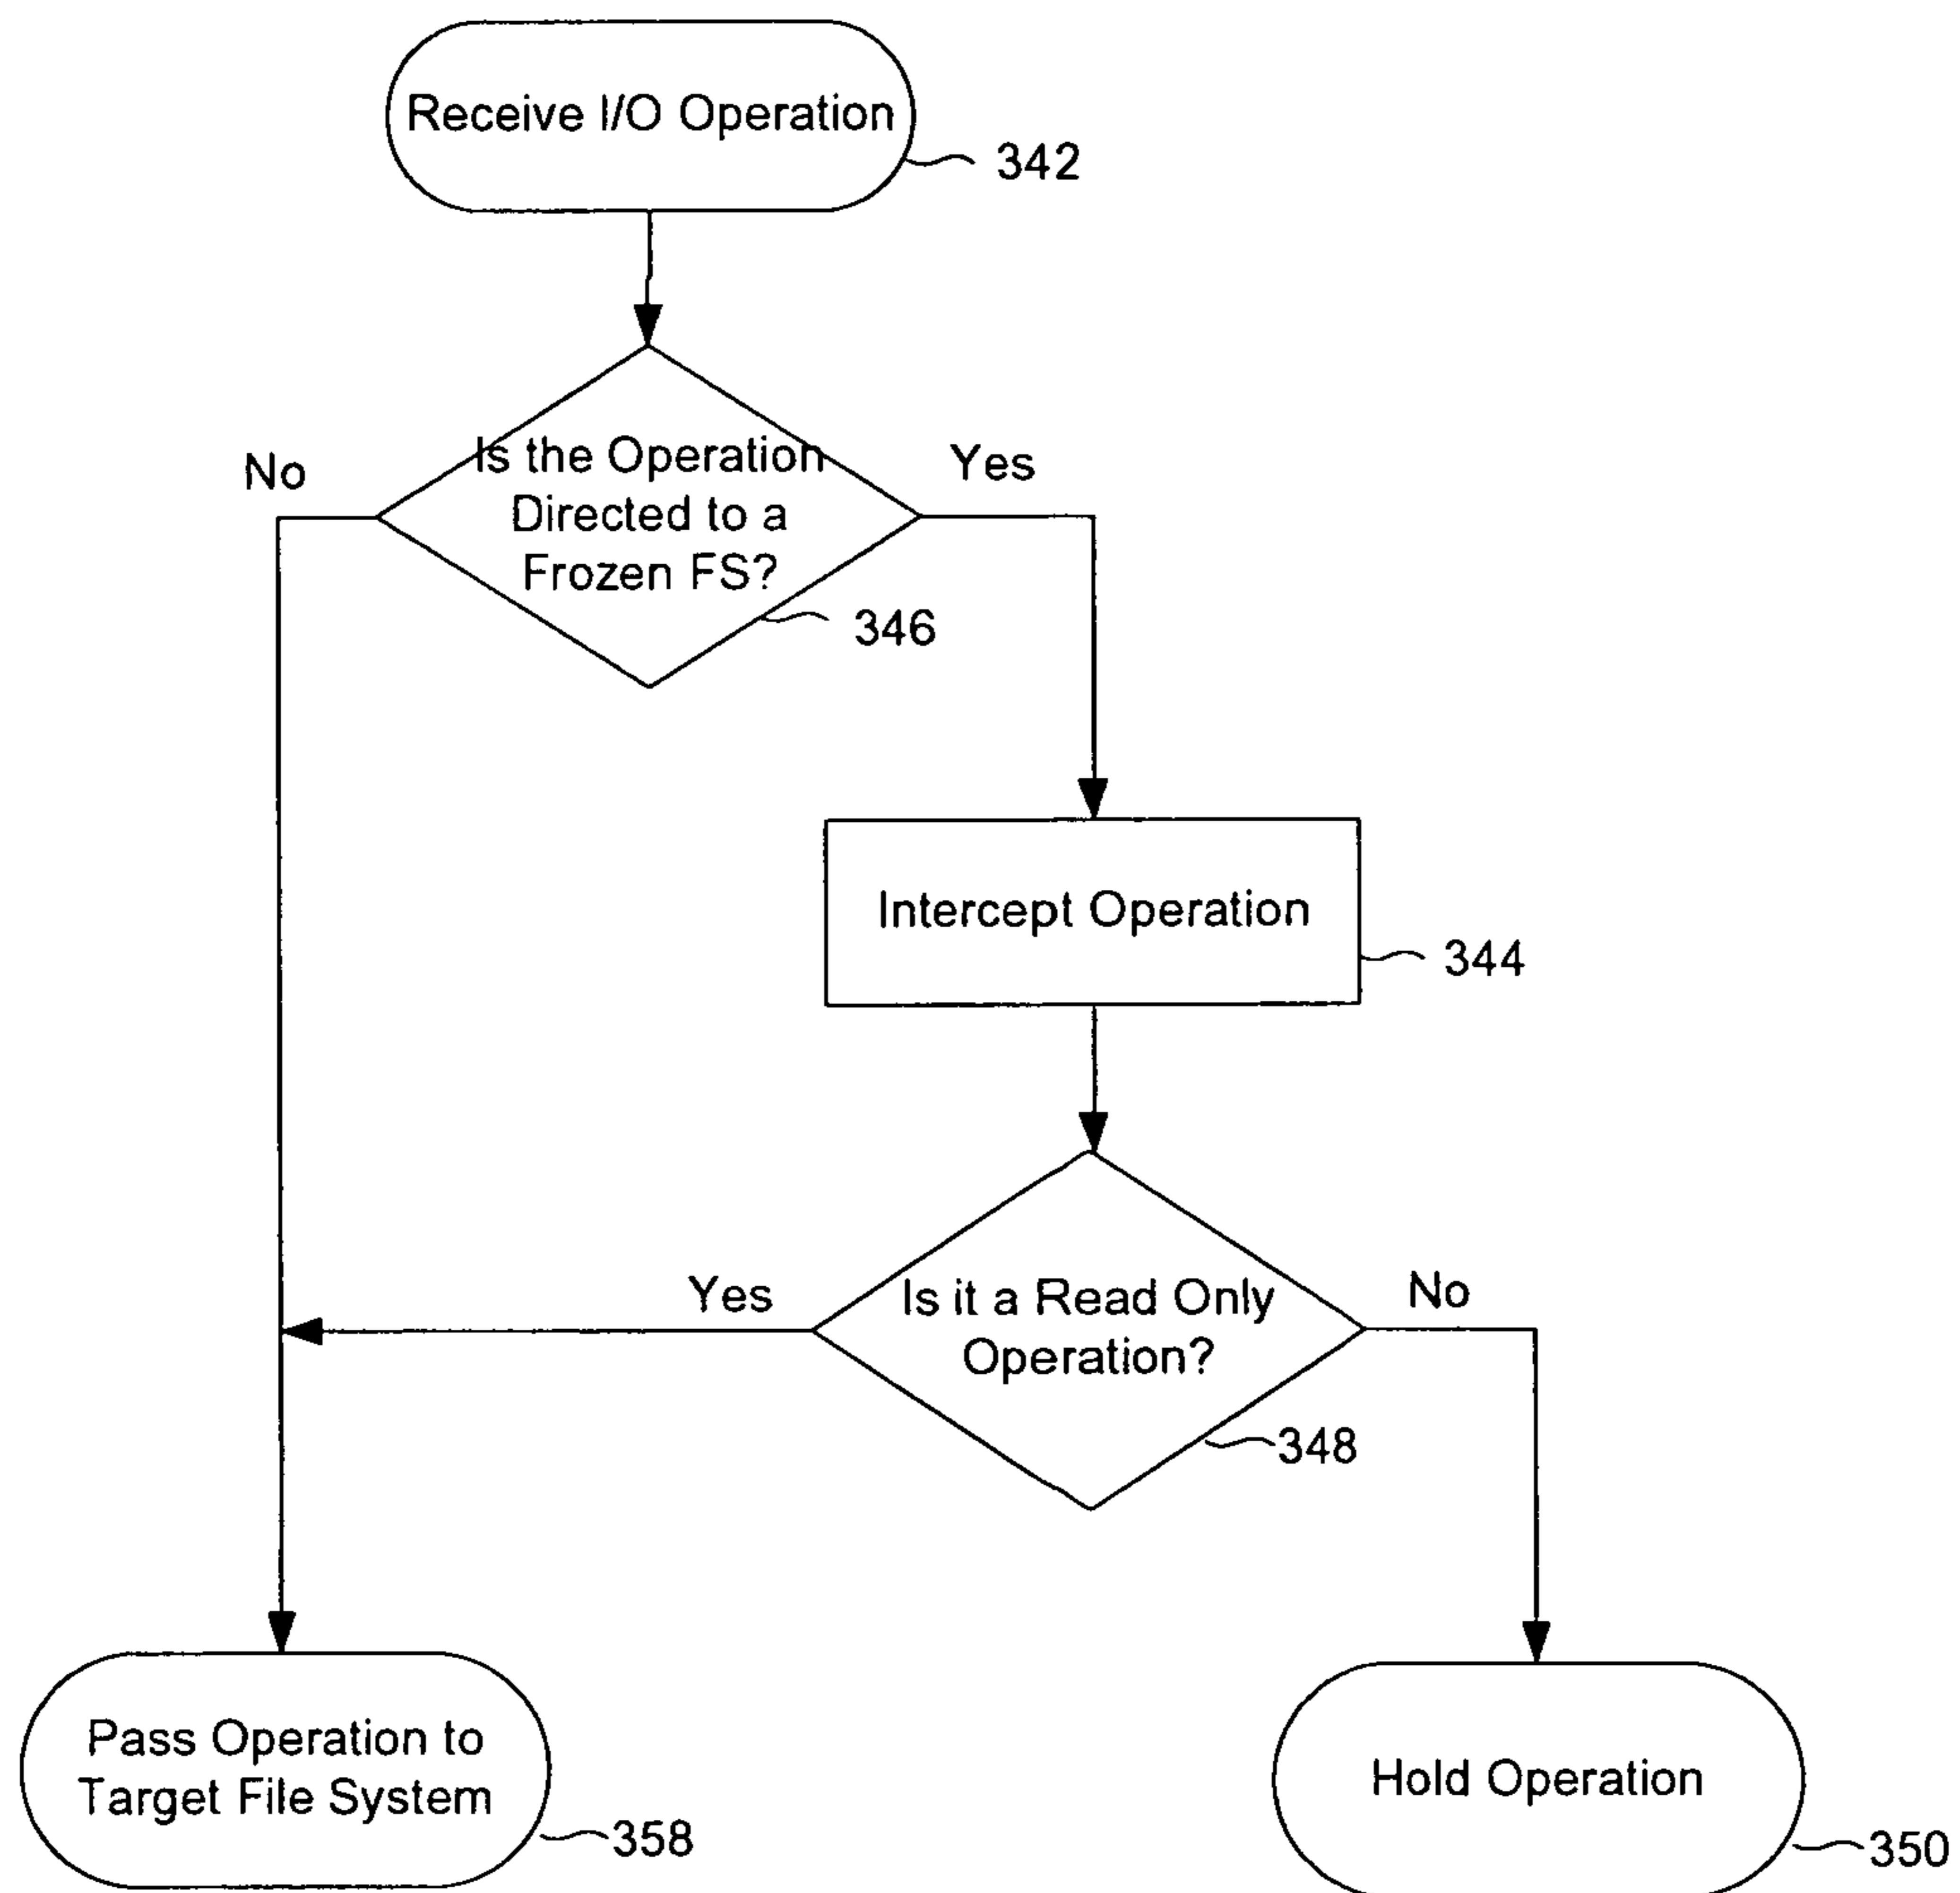 Receive I/O Operation
342
Is the Operation
Directed to a
Frozen FS?
No
Yes
346
Intercept Operation
344
Is it a Read Only
Operation?
Yes
No
348
Pass Operation to
Target File System
358
Hold Operation
350